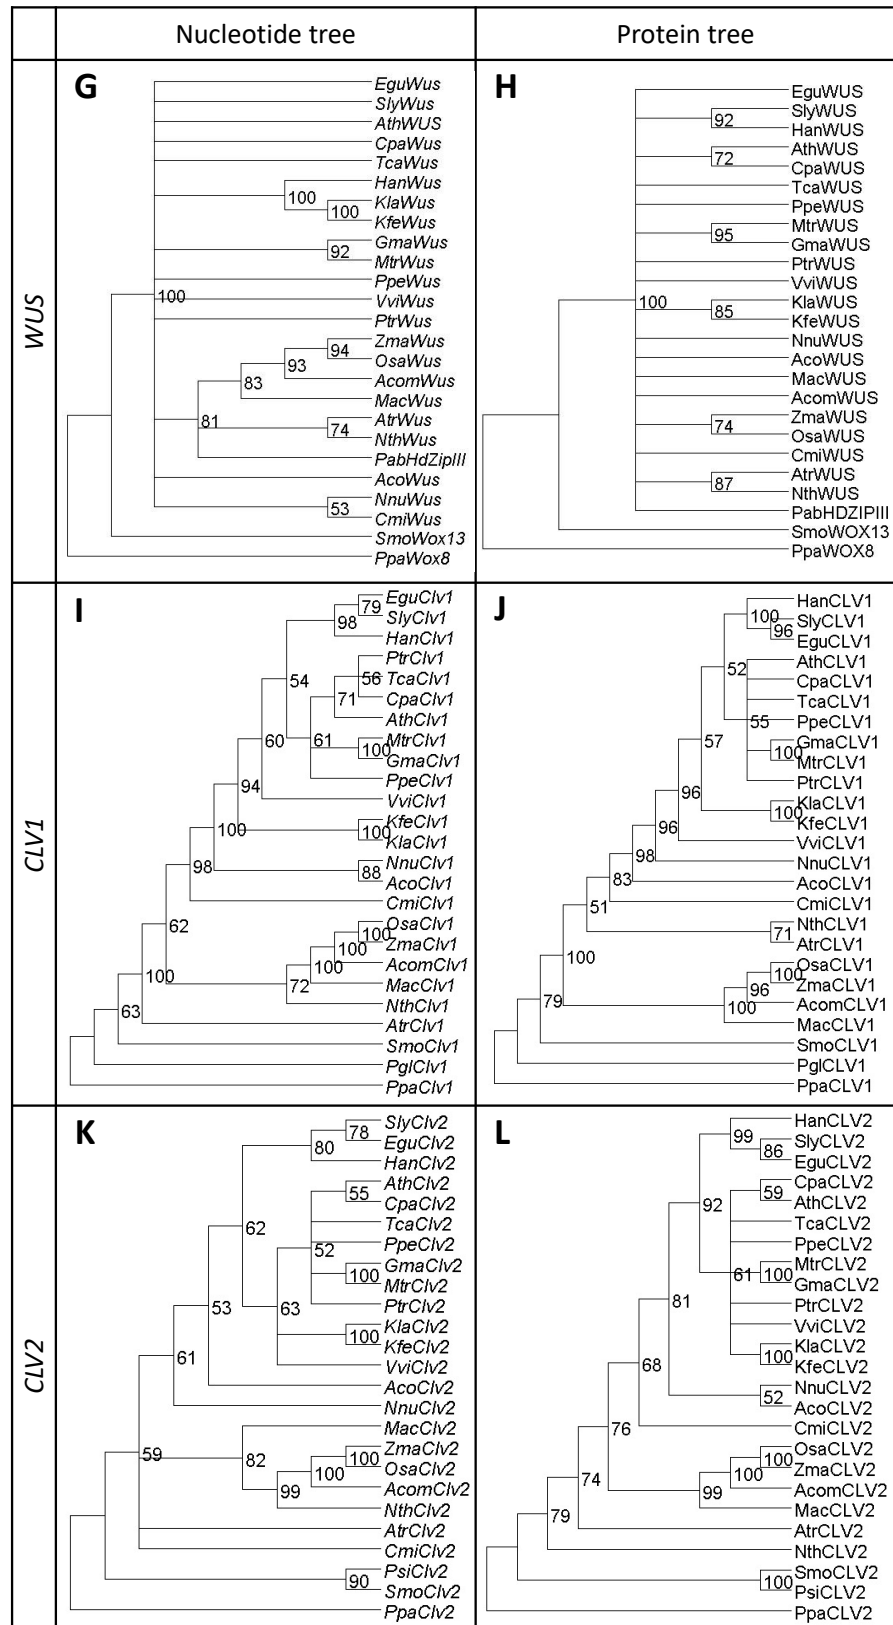 Nucleotide tree
Protein tree
WUS
G
EguWus
SlyWus
AthWUS
CpaWus
TcaWus
HanWus
100
KlaWus
100
KfeWus
GmaWus
92
MtrWus
PpeWus
100
VviWus
PtrWus
ZmaWus
94
OsaWus
93
AcomWus
83
MacWus
81
AtrWus
74
NthWus
PabHdZipIII
AcoWus
NnuWus
53
CmiWus
SmoWox13
PpaWox8
H
EguWUS
SlyWUS
92
HanWUS
AthWUS
72
CpaWUS
TcaWUS
PpeWUS
MtrWUS
95
GmaWUS
PtrWUS
VviWUS
100
KlaWUS
85
KfeWUS
NnuWUS
AcoWUS
MacWUS
AcomWUS
ZmaWUS
74
OsaWUS
CmiWUS
AtrWUS
87
NthWUS
PabHDZIPIII
SmoWOX13
PpaWOX8
CLV1
I
EguClv1
79
SlyClv1
98
HanClv1
PtrClv1
54
56
TcaClv1
71
CpaClv1
AthClv1
60
61
MtrClv1
100
GmaClv1
94
PpeClv1
VviClv1
100
KfeClv1
100
KlaClv1
98
NnuClv1
88
AcoClv1
CmiClv1
62
OsaClv1
100
ZmaClv1
100
AcomClv1
100
100
MacClv1
72
NthClv1
63
AtrClv1
SmoClv1
PglClv1
PpaClv1
J
HanCLV1
100
SlyCLV1
96
EguCLV1
52
AthCLV1
CpaCLV1
TcaCLV1
55
PpeCLV1
57
GmaCLV1
100
MtrCLV1
96
PtrCLV1
KlaCLV1
100
96
KfeCLV1
VviCLV1
98
NnuCLV1
83
AcoCLV1
51
CmiCLV1
NthCLV1
71
AtrCLV1
100
OsaCLV1
100
ZmaCLV1
96
79
100
AcomCLV1
MacCLV1
SmoCLV1
PglCLV1
PpaCLV1
CLV2
K
SlyClv2
78
EguClv2
80
HanClv2
AthClv2
55
CpaClv2
62
TcaClv2
52
PpeClv2
GmaClv2
100
MtrClv2
53
63
PtrClv2
KlaClv2
100
KfeClv2
61
VviClv2
AcoClv2
NnuClv2
MacClv2
59
82
ZmaClv2
100
OsaClv2
100
AcomClv2
99
NthClv2
AtrClv2
CmiClv2
PsiClv2
90
SmoClv2
PpaClv2
L
HanCLV2
99
SlyCLV2
86
EguCLV2
CpaCLV2
59
92
AthCLV2
TcaCLV2
PpeCLV2
61
MtrCLV2
100
GmaCLV2
81
PtrCLV2
VviCLV2
KlaCLV2
100
68
KfeCLV2
NnuCLV2
52
AcoCLV2
76
CmiCLV2
OsaCLV2
100
74
ZmaCLV2
100
99
AcomCLV2
79
MacCLV2
AtrCLV2
NthCLV2
SmoCLV2
100
PsiCLV2
PpaCLV2